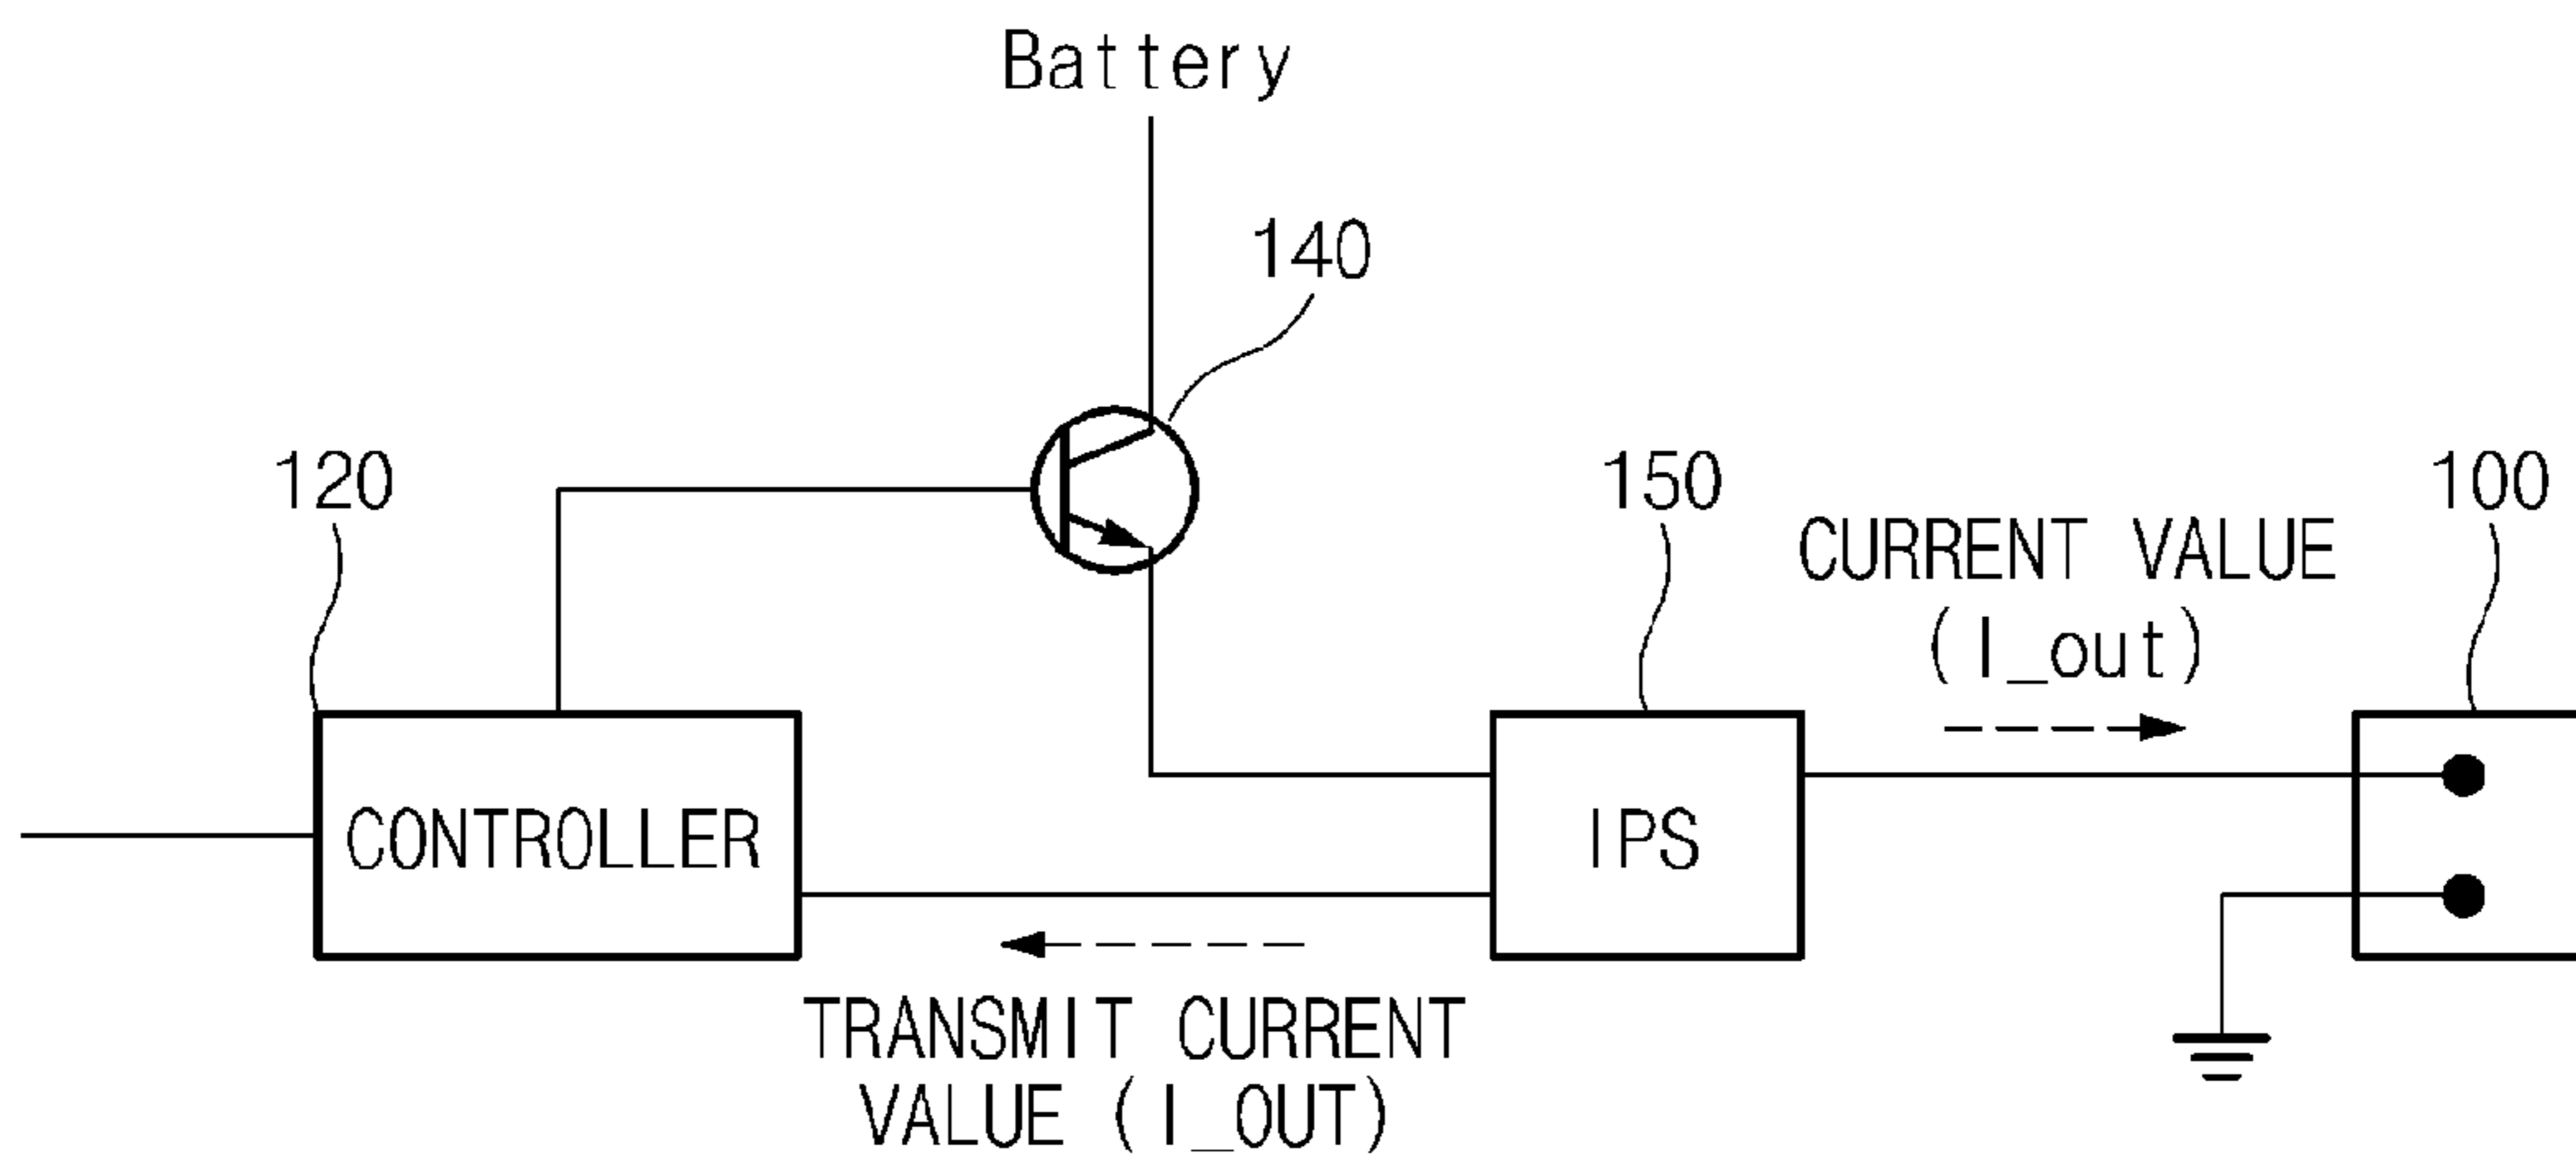 Battery
140
120
150
100
CURRENT VALUE
(I_out)
CONTROLLER
IPS
TRANSMIT CURRENT
VALUE (I_OUT)